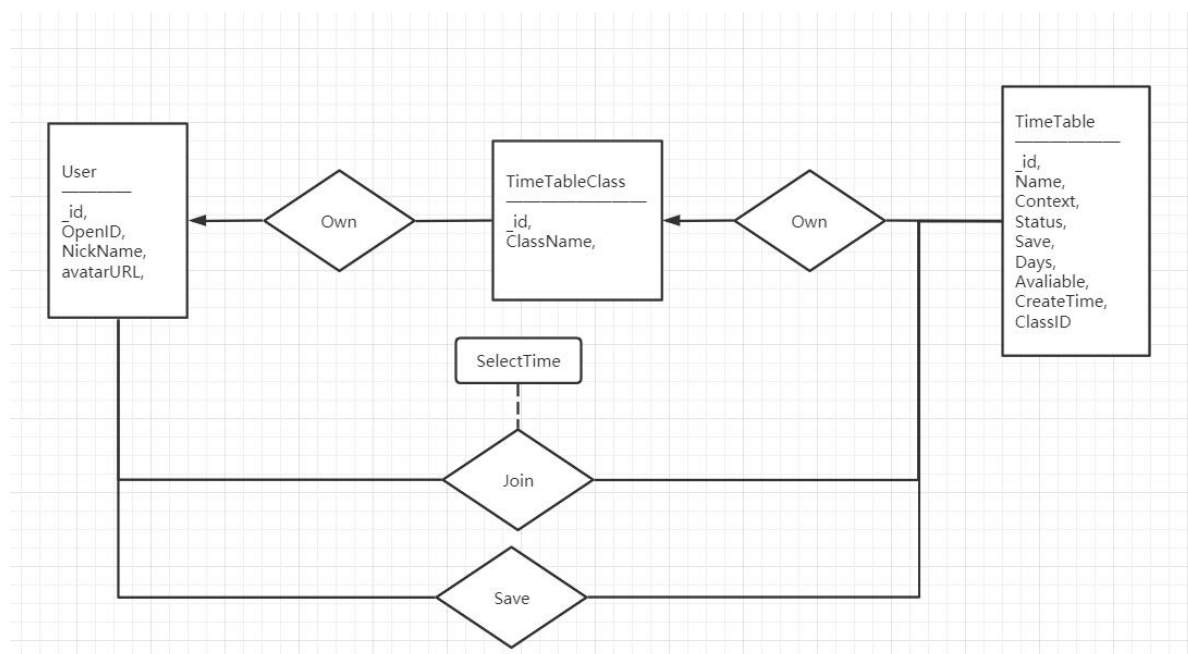 User
_id,
OpenID,
NickName,
avatarURL,
Own
TimeTableClass
_id,
ClassName,
Own
TimeTable
_id,
Name,
Context,
Status,
Save,
Days,
Avaliable,
CreateTime,
ClassID
SelectTime
Join
Save